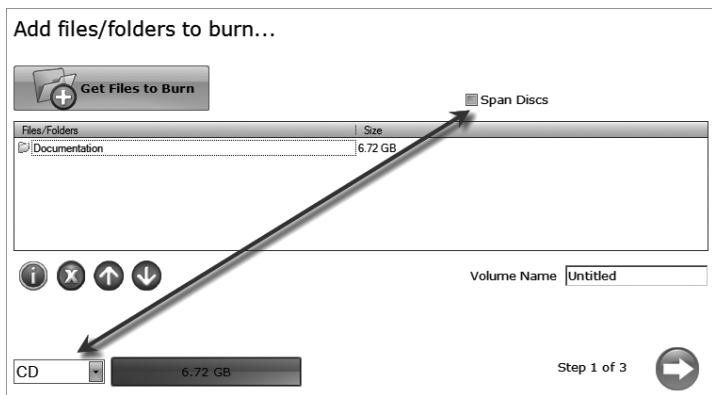 Add files/folders to burn...
Get Files to Burn
Span Discs
Files/Folders Size
Documentation 6.72 GB
Volume Name Untitled
CD 6.72 GB Step 1 of 3